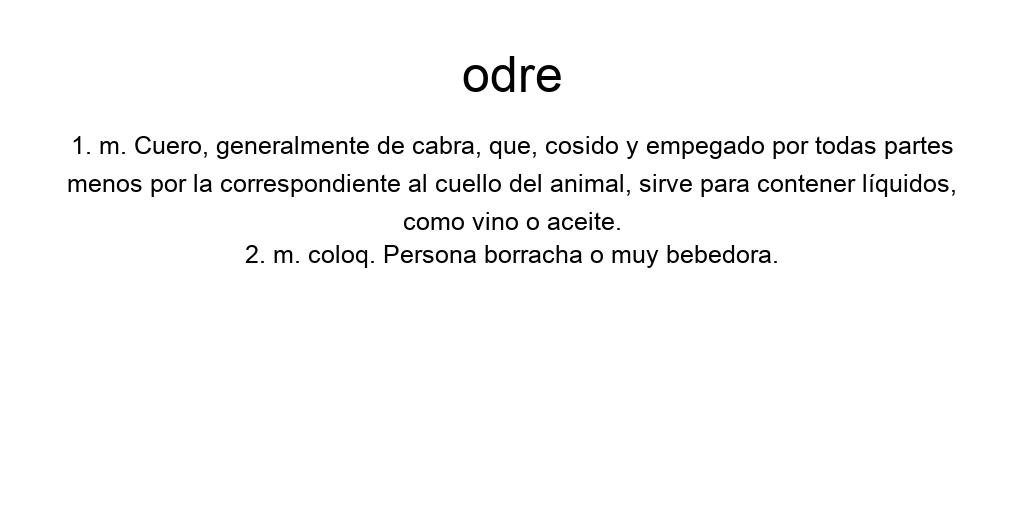 odre
1. m. Cuero, generalmente de cabra, que, cosido y empegado por todas partes
menos por la correspondiente al cuello del animal, sirve para contener líquidos,
como vino o aceite.
2. m. coloq. Persona borracha o muy bebedora.